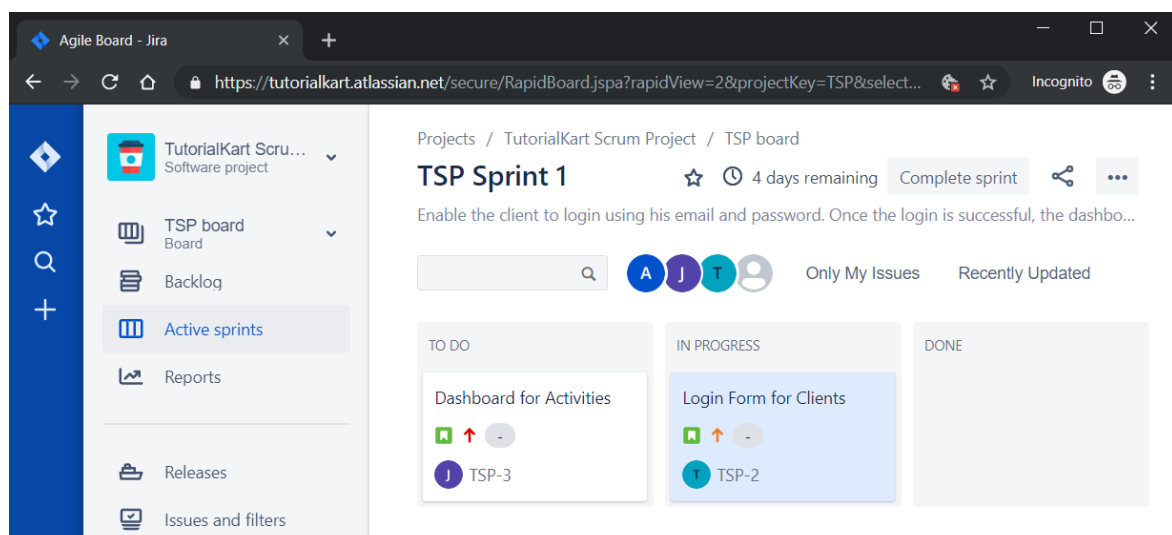 Agile Board - Jira
https://tutorialkart.atlassian.net/secure/RapidBoard.jspa?rapidView=2&projectKey=TSP&select...
Incognito
TutorialKart Scru...
Software project
TSP board
Board
Backlog
Active sprints
Reports
Releases
Issues and filters
Projects / TutorialKart Scrum Project / TSP board
TSP Sprint 1
4 days remaining
Complete sprint
Enable the client to login using his email and password. Once the login is successful, the dashbo...
A J T
Only My Issues
Recently Updated
TO DO
Dashboard for Activities
-
J TSP-3
IN PROGRESS
Login Form for Clients
-
T TSP-2
DONE